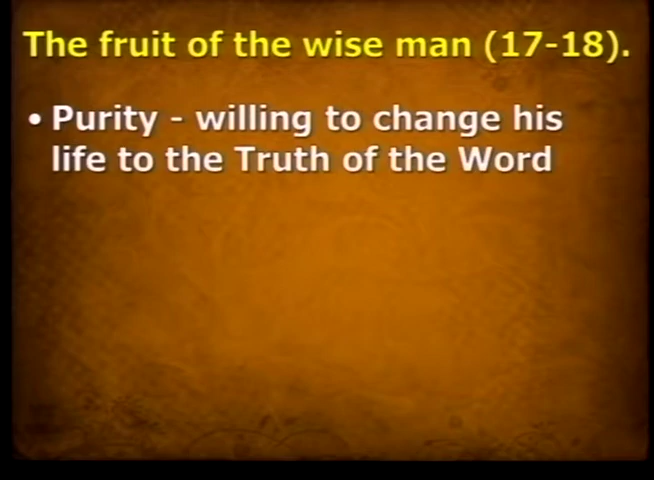 The fruit of the wise man (17-18).
• Purity - willing to change his
life to the Truth of the Word